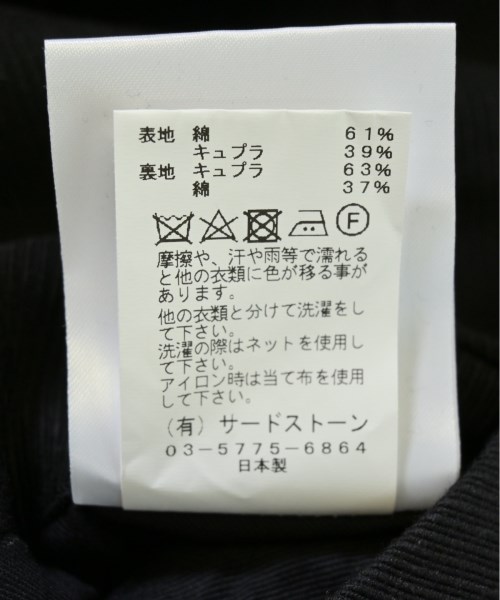 表地 綿 61%
キュプラ 39%
裏地 キュプラ 63%
綿 37%
F
摩擦や、汗や雨等で濡れる
と他の衣類に色が移る事が
あります。
他の衣類と分けて洗濯をし
て下さい。
洗濯の際はネットを使用し
て下さい。
アイロン時は当て布を使用
して下さい。
(有)サードストーン
03-5775-6864
日本製